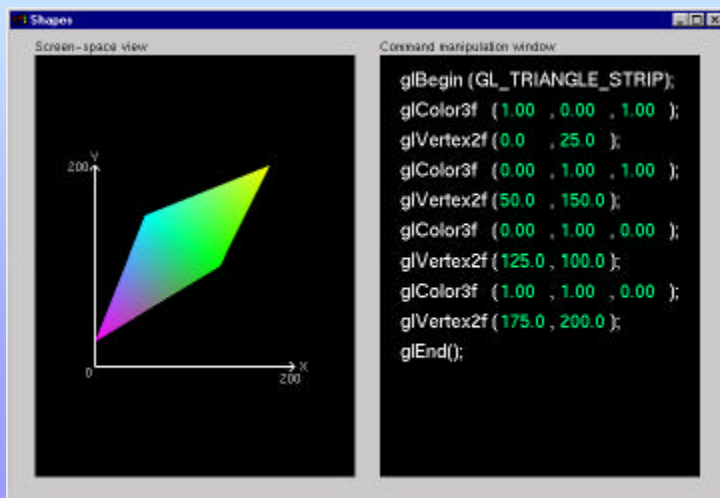 Shapes
Screen-space view
Command manipulation window
Y
200
0
200
X
glBegin (GL_TRIANGLE_STRIP);
glColor3f ( 1.00 , 0.00 , 1.00 );
glVertex2f ( 0.0 , 25.0 );
glColor3f ( 0.00 , 1.00 , 1.00 );
glVertex2f ( 50.0 , 150.0 );
glColor3f ( 0.00 , 1.00 , 0.00 );
glVertex2f ( 125.0 , 100.0 );
glColor3f ( 1.00 , 1.00 , 0.00 );
glVertex2f ( 175.0 , 200.0 );
glEnd();